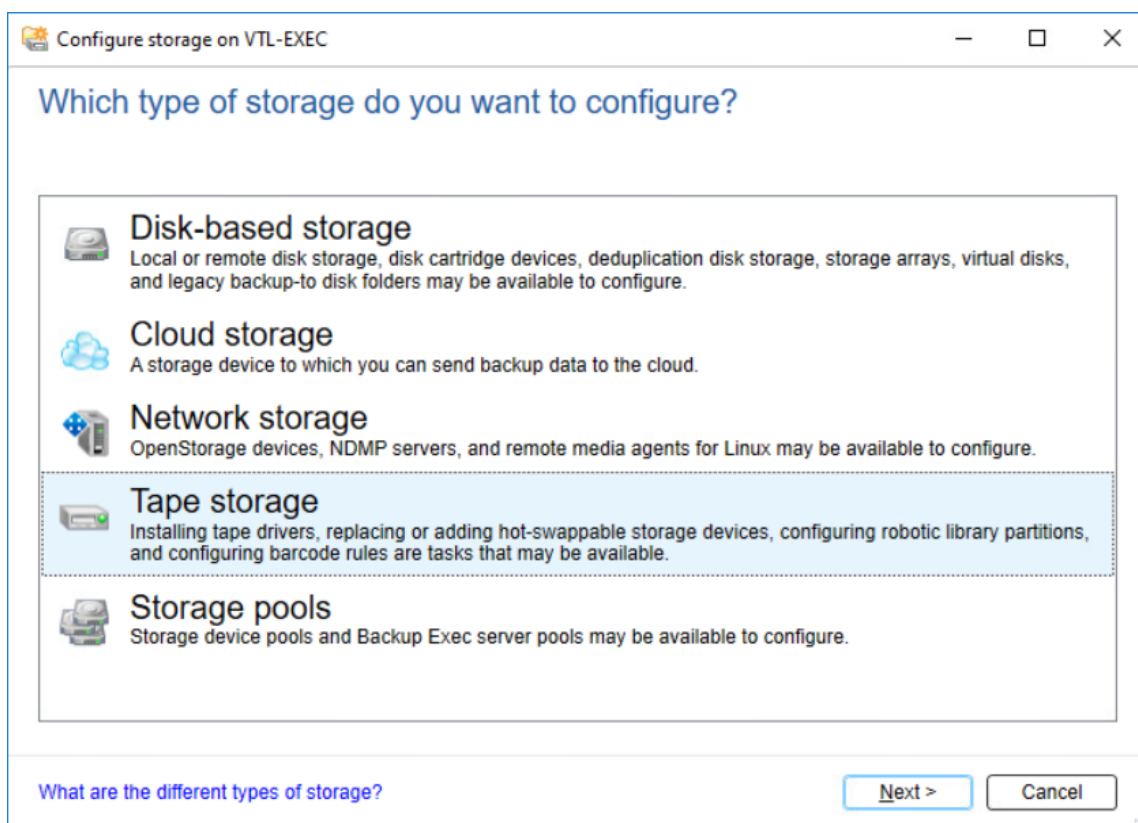 Configure storage on VTL-EXEC
Which type of storage do you want to configure?
Disk-based storage
Local or remote disk storage, disk cartridge devices, deduplication disk storage, storage arrays, virtual disks,
and legacy backup-to disk folders may be available to configure.
Cloud storage
A storage device to which you can send backup data to the cloud.
Network storage
OpenStorage devices, NDMP servers, and remote media agents for Linux may be available to configure.
Tape storage
Installing tape drivers, replacing or adding hot-swappable storage devices, configuring robotic library partitions,
and configuring barcode rules are tasks that may be available.
Storage pools
Storage device pools and Backup Exec server pools may be available to configure.
What are the different types of storage?
Next >
Cancel